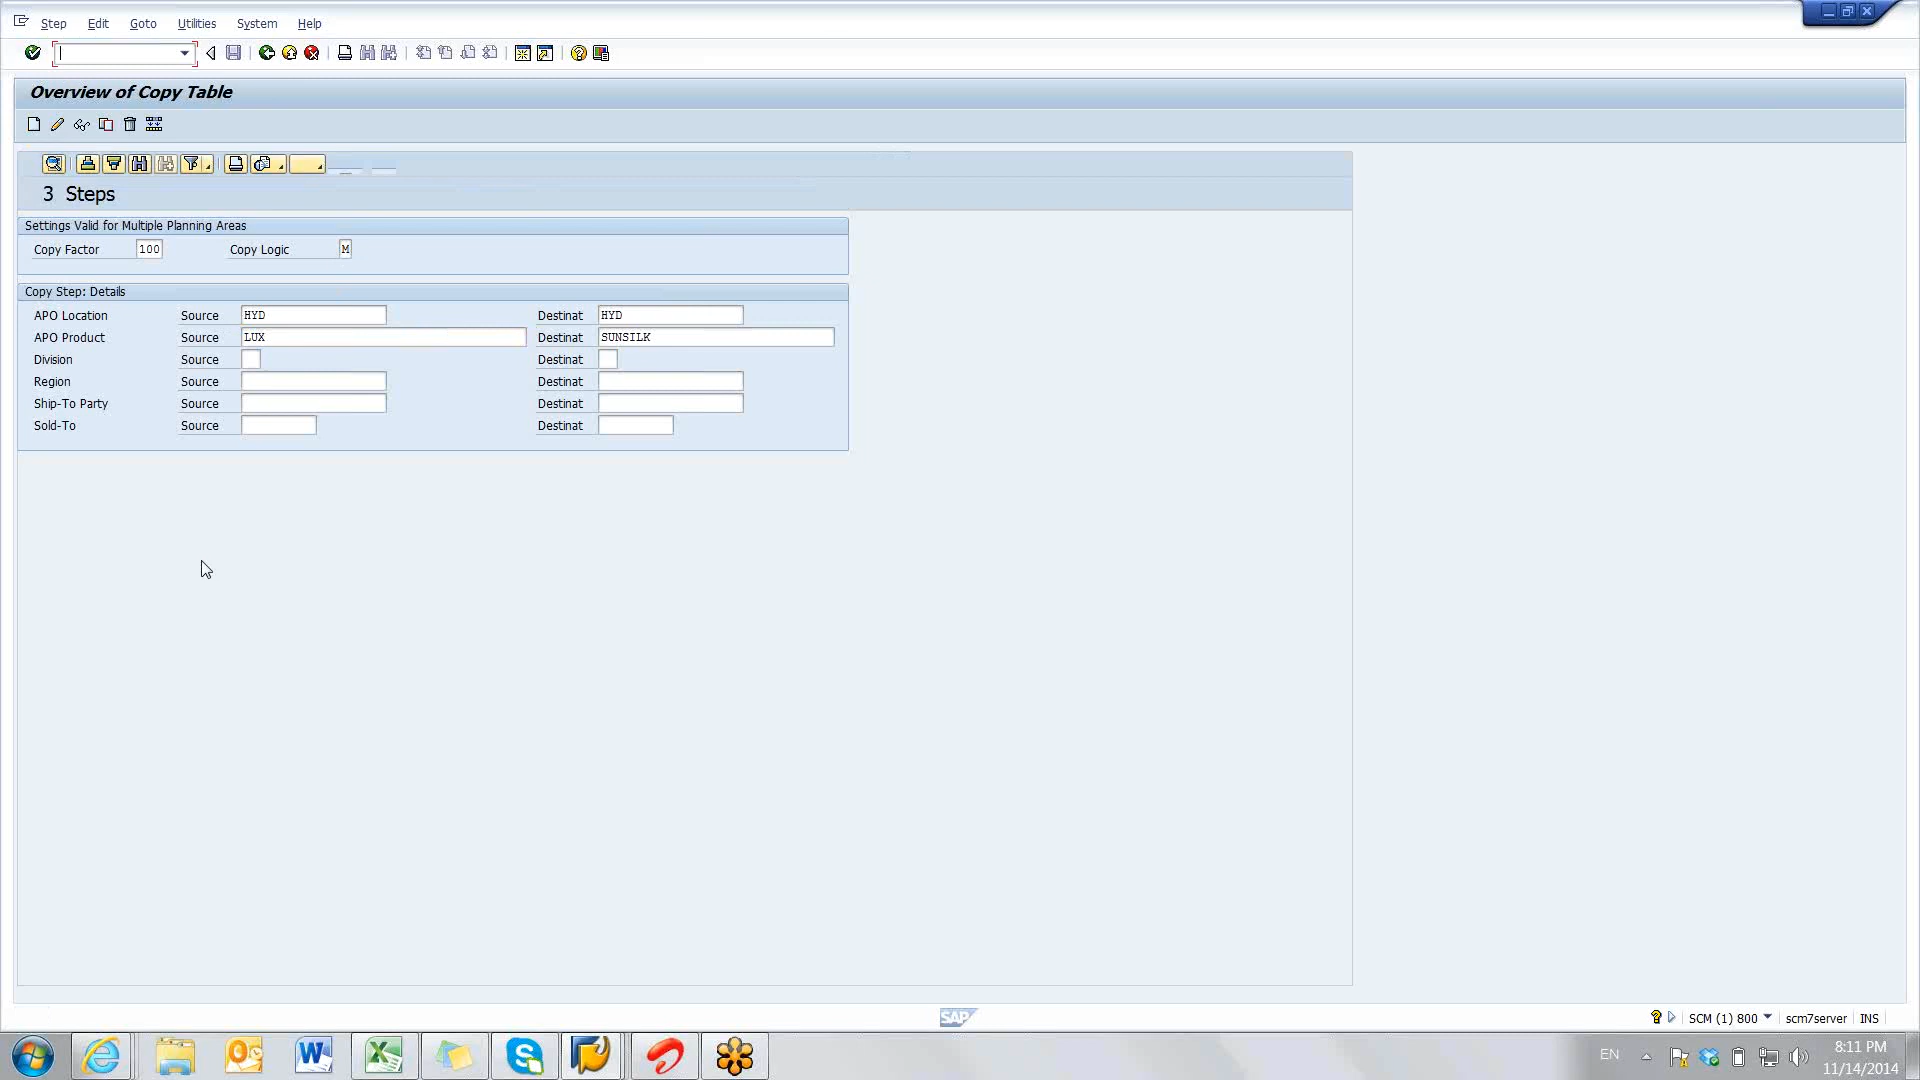 Step Edit Goto Utilities System Help
Overview of Copy Table
3 Steps
Settings Valid for Multiple Planning Areas
Copy Factor 100 Copy Logic M
Copy Step: Details
APO Location Source HYD Destinat HYD
APO Product Source LUX Destinat SUNSILK
Division Source Destinat
Region Source Destinat
Ship-To Party Source Destinat
Sold-To Source Destinat
SAP
SCM (1) 800 scm7server INS
EN 8:11 PM
11/14/2014